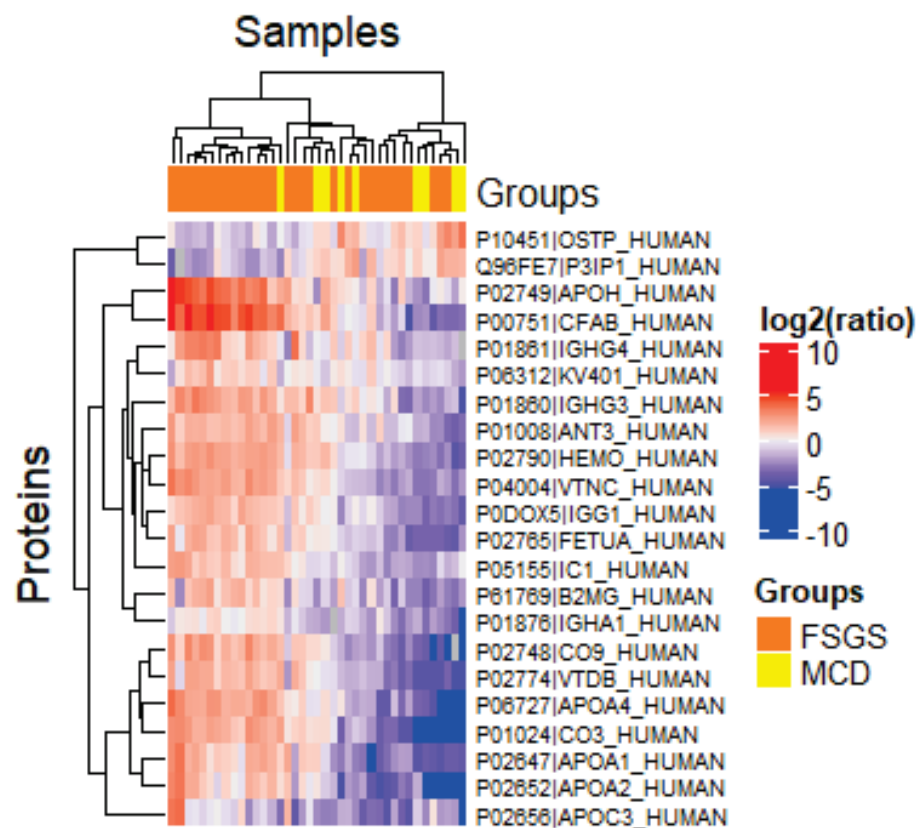 Samples
Groups
P10451|OSTP_HUMAN
Q96FE7|P3IP1_HUMAN
P02749|APOH_HUMAN
P00751|CFAB_HUMAN
P01861|IGHG4_HUMAN
P06312|KV401_HUMAN
P01860|IGHG3_HUMAN
P01008|ANT3_HUMAN
P02790|HEMO_HUMAN
P04004|VTNC_HUMAN
P0DOX5|IGG1_HUMAN
P02765|FETUA_HUMAN
P05155|IC1_HUMAN
P61769|B2MG_HUMAN
P01876|IGHA1_HUMAN
P02748|CO9_HUMAN
P02774|VTDB_HUMAN
P06727|APOA4_HUMAN
P01024|CO3_HUMAN
P02647|APOA1_HUMAN
P02652|APOA2_HUMAN
P02656|APOC3_HUMAN
Proteins
log2(ratio)
10
5
0
-5
-10
Groups
FSGS
MCD